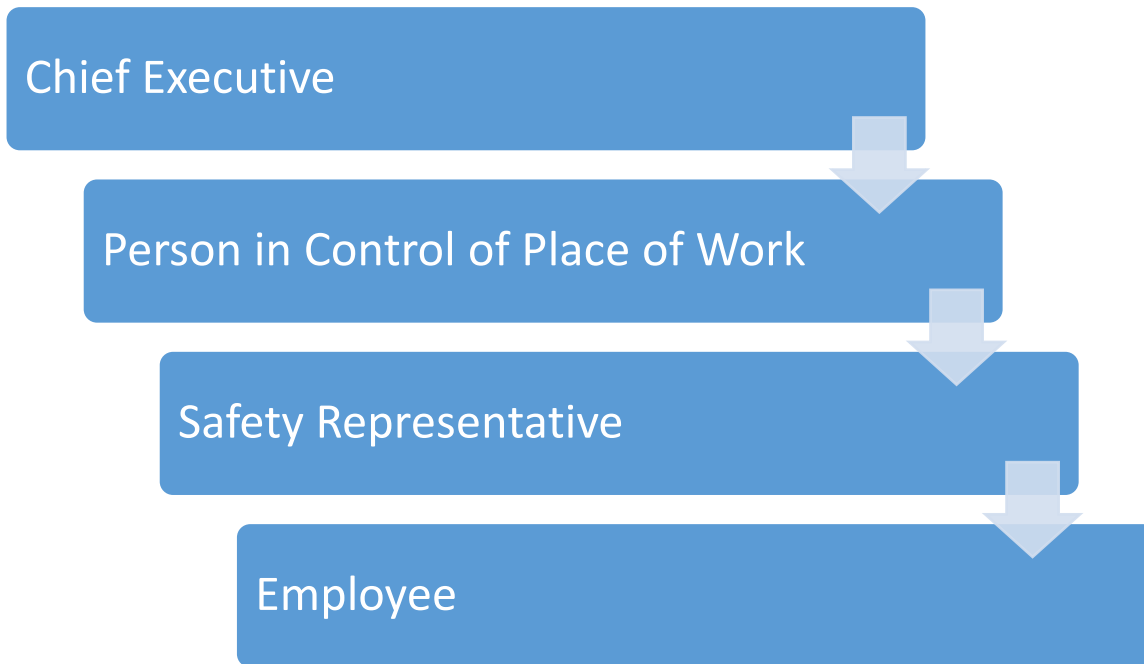 Chief Executive
Person in Control of Place of Work
Safety Representative
Employee